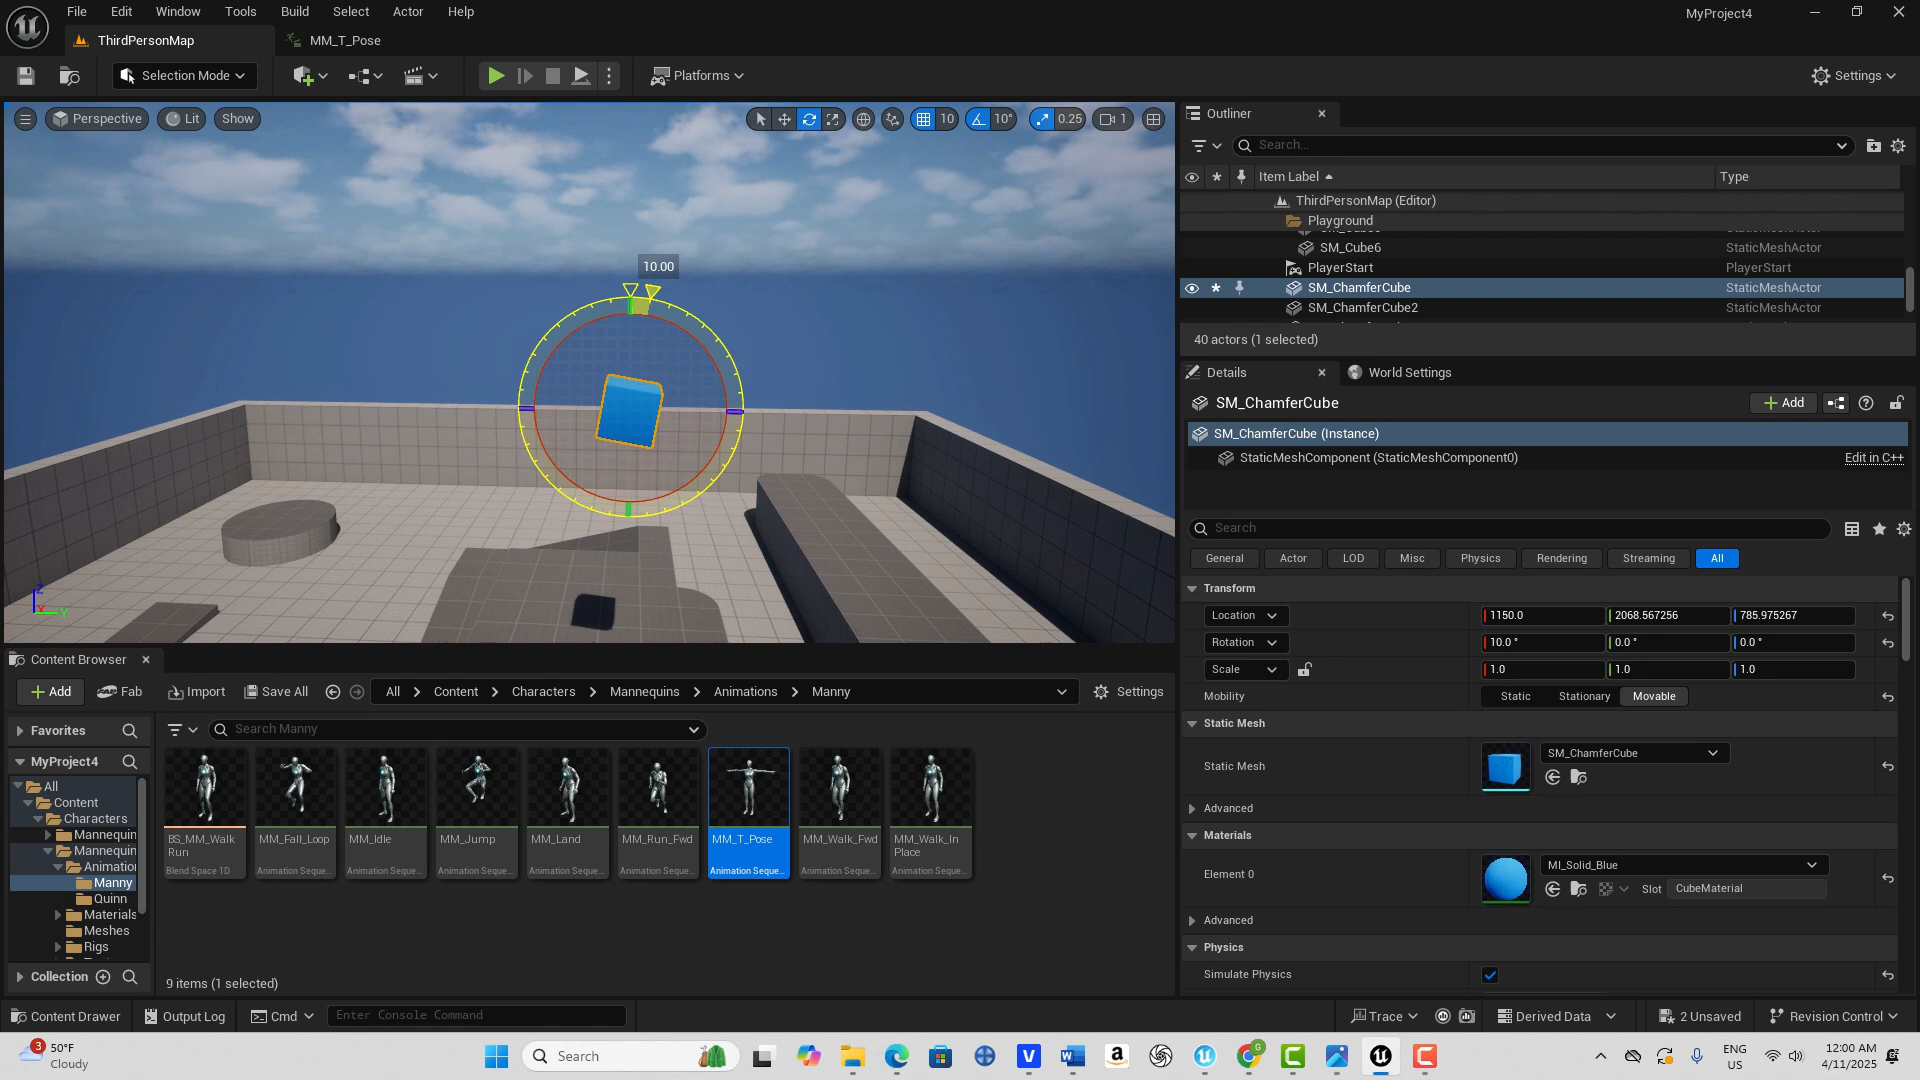 File Edit Window Tools Build Select Actor Help
MyProject4
ThirdPersonMap
MM_T_Pose
Selection Mode
Platforms
Settings
Perspective
Lit
Show
10
10°
0.25
1
10.00
Z
Y
Outliner
Search...
Item Label
Type
ThirdPersonMap (Editor)
Playground
SM_Cube6 StaticMeshActor
PlayerStart PlayerStart
SM_ChamferCube StaticMeshActor
SM_ChamferCube2 StaticMeshActor
40 actors (1 selected)
Details
World Settings
SM_ChamferCube
Add
SM_ChamferCube (Instance)
StaticMeshComponent (StaticMeshComponent0)
Edit in C++
Search
General Actor LOD Misc Physics Rendering Streaming All
Transform
Location 1150.0 2068.567256 785.975267
Rotation 10.0 ° 0.0 ° 0.0 °
Scale 1.0 1.0 1.0
Mobility Static Stationary Movable
Static Mesh
Static Mesh SM_ChamferCube
Advanced
Materials
Element 0 MI_Solid_Blue
Slot CubeMaterial
Advanced
Physics
Simulate Physics
Content Browser
Add Fab Import Save All All Content Characters Mannequins Animations Manny Settings
Favorites
Search Manny
MyProject4
All
Content
Characters
Mannequin
Mannequin
Animation
Manny
Quinn
Materials
Meshes
Rigs
Collection
BS_MM_Walk
Run
Blend Space 1D
MM_Fall_Loop
Animation Seque...
MM_Idle
Animation Seque...
MM_Jump
Animation Seque...
MM_Land
Animation Seque...
MM_Run_Fwd
Animation Seque...
MM_T_Pose
Animation Seque...
MM_Walk_Fwd
Animation Seque...
MM_Walk_In
Place
Animation Seque...
9 items (1 selected)
Content Drawer Output Log Cmd Enter Console Command Trace Derived Data 2 Unsaved Revision Control
3
50°F
Cloudy
Search
ENG
US
12:00 AM
4/11/2025